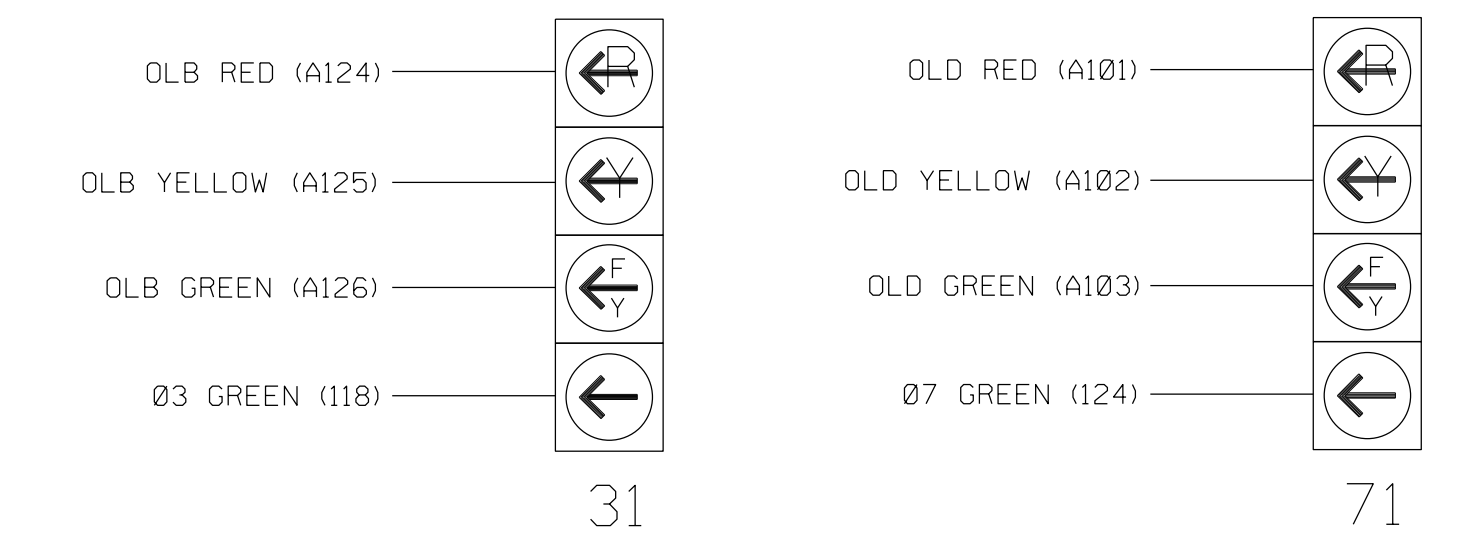 OLB RED (A124)
R
OLB YELLOW (A125)
Y
OLB GREEN (A126)
F
Y
Ø3 GREEN (118)
31
OLD RED (A1Ø1)
R
OLD YELLOW (A1Ø2)
Y
OLD GREEN (A1Ø3)
F
Y
Ø7 GREEN (124)
71